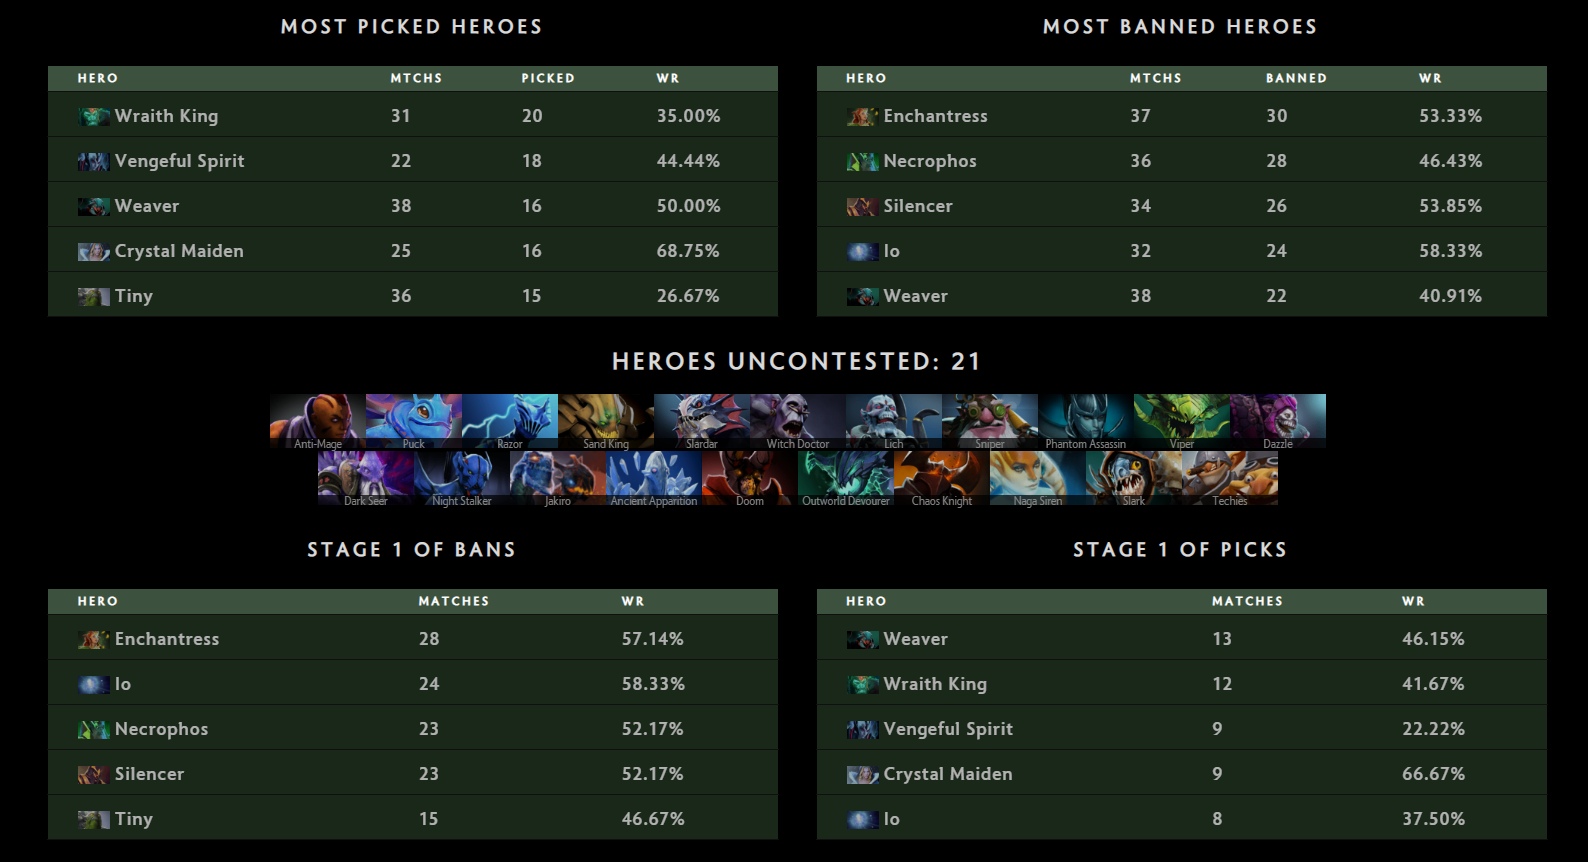 MOST PICKED HEROES
HERO MTCHS PICKED WR
Wraith King 31 20 35.00%
Vengeful Spirit 22 18 44.44%
Weaver 38 16 50.00%
Crystal Maiden 25 16 68.75%
Tiny 36 15 26.67%
MOST BANNED HEROES
HERO MTCHS BANNED WR
Enchantress 37 30 53.33%
Necrophos 36 28 46.43%
Silencer 34 26 53.85%
Io 32 24 58.33%
Weaver 38 22 40.91%
HEROES UNCONTESTED: 21
Anti-Mage Puck Razor Sand King Slardar Witch Doctor Lich Sniper Phantom Assassin Viper Dazzle
Dark Seer Night Stalker Jakiro Ancient Apparition Doom Outworld Devourer Chaos Knight Naga Siren Slark Techies
STAGE 1 OF BANS
HERO MATCHES WR
Enchantress 28 57.14%
Io 24 58.33%
Necrophos 23 52.17%
Silencer 23 52.17%
Tiny 15 46.67%
STAGE 1 OF PICKS
HERO MATCHES WR
Weaver 13 46.15%
Wraith King 12 41.67%
Vengeful Spirit 9 22.22%
Crystal Maiden 9 66.67%
Io 8 37.50%